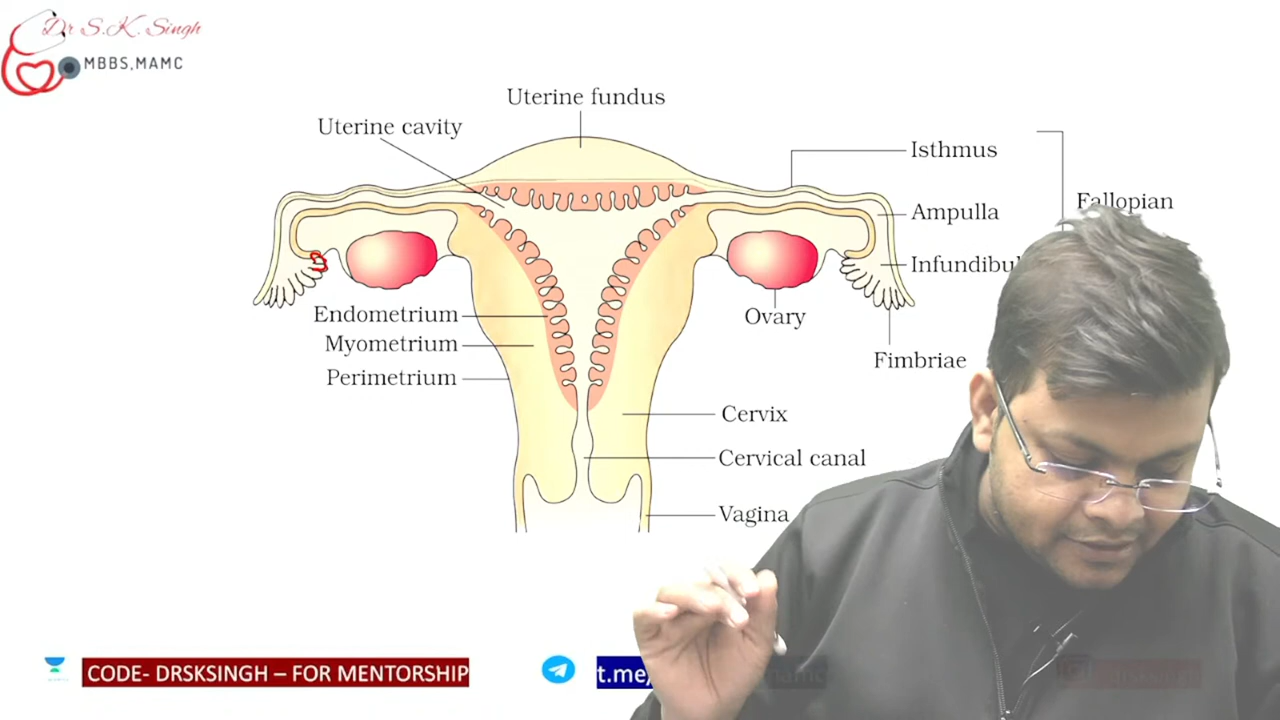 Dr S.K. Singh
MBBS,MAMC
Uterine fundus
Uterine cavity
Isthmus
Fallopian
Ampulla
Infundibul
Endometrium
Ovary
Myometrium
Fimbriae
Perimetrium
Cervix
Cervical canal
Vagina
CODE- DRSKSINGH – FOR MENTORSHIP
t.me/